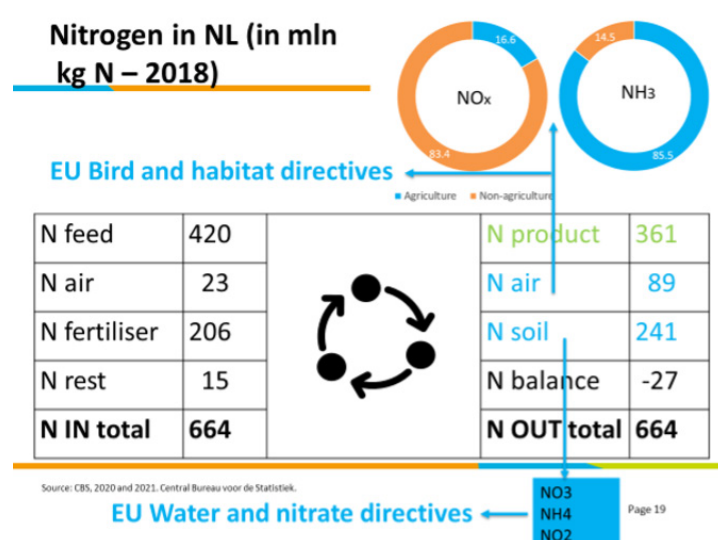 Nitrogen in NL (in mln
kg N – 2018)
16.6
NOx
83.4
14.5
NH3
85.5
Agriculture Non-agriculture
EU Bird and habitat directives
N feed 420
N air 23
N fertiliser 206
N rest 15
N IN total 664
N product 361
N air 89
N soil 241
N balance -27
N OUT total 664
Source: CBS, 2020 and 2021. Central Bureau voor de Statistiek.
EU Water and nitrate directives
NO3
NH4
NO2
Page 19